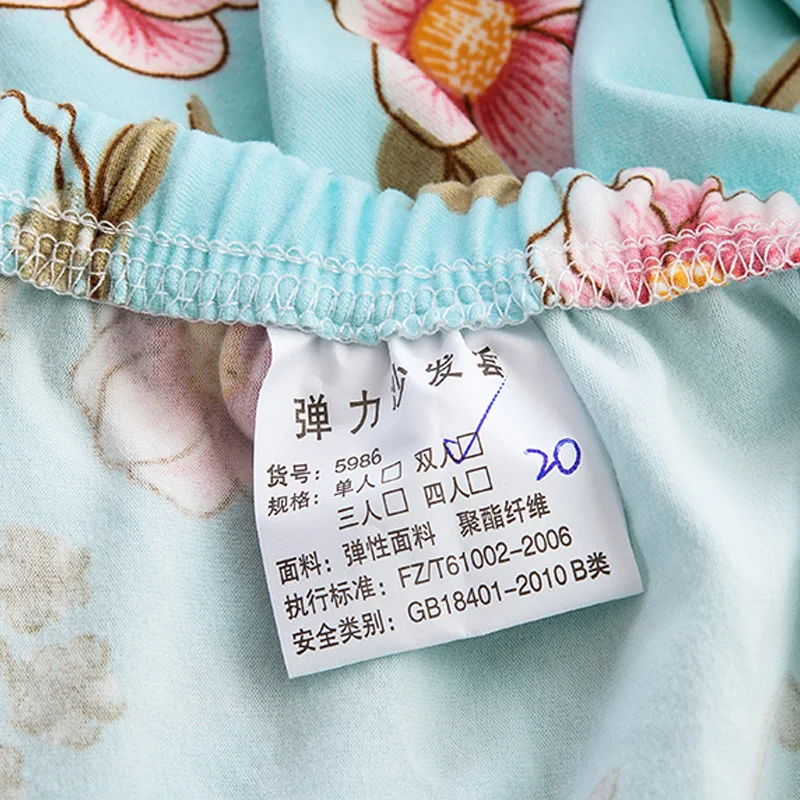 弹力沙发套
货号：5986
规格：单人□ 双人□ 20
三人□ 四人□
面料：弹性面料 聚酯纤维
执行标准：FZ/T61002-2006
安全类别：GB18401-2010 B类